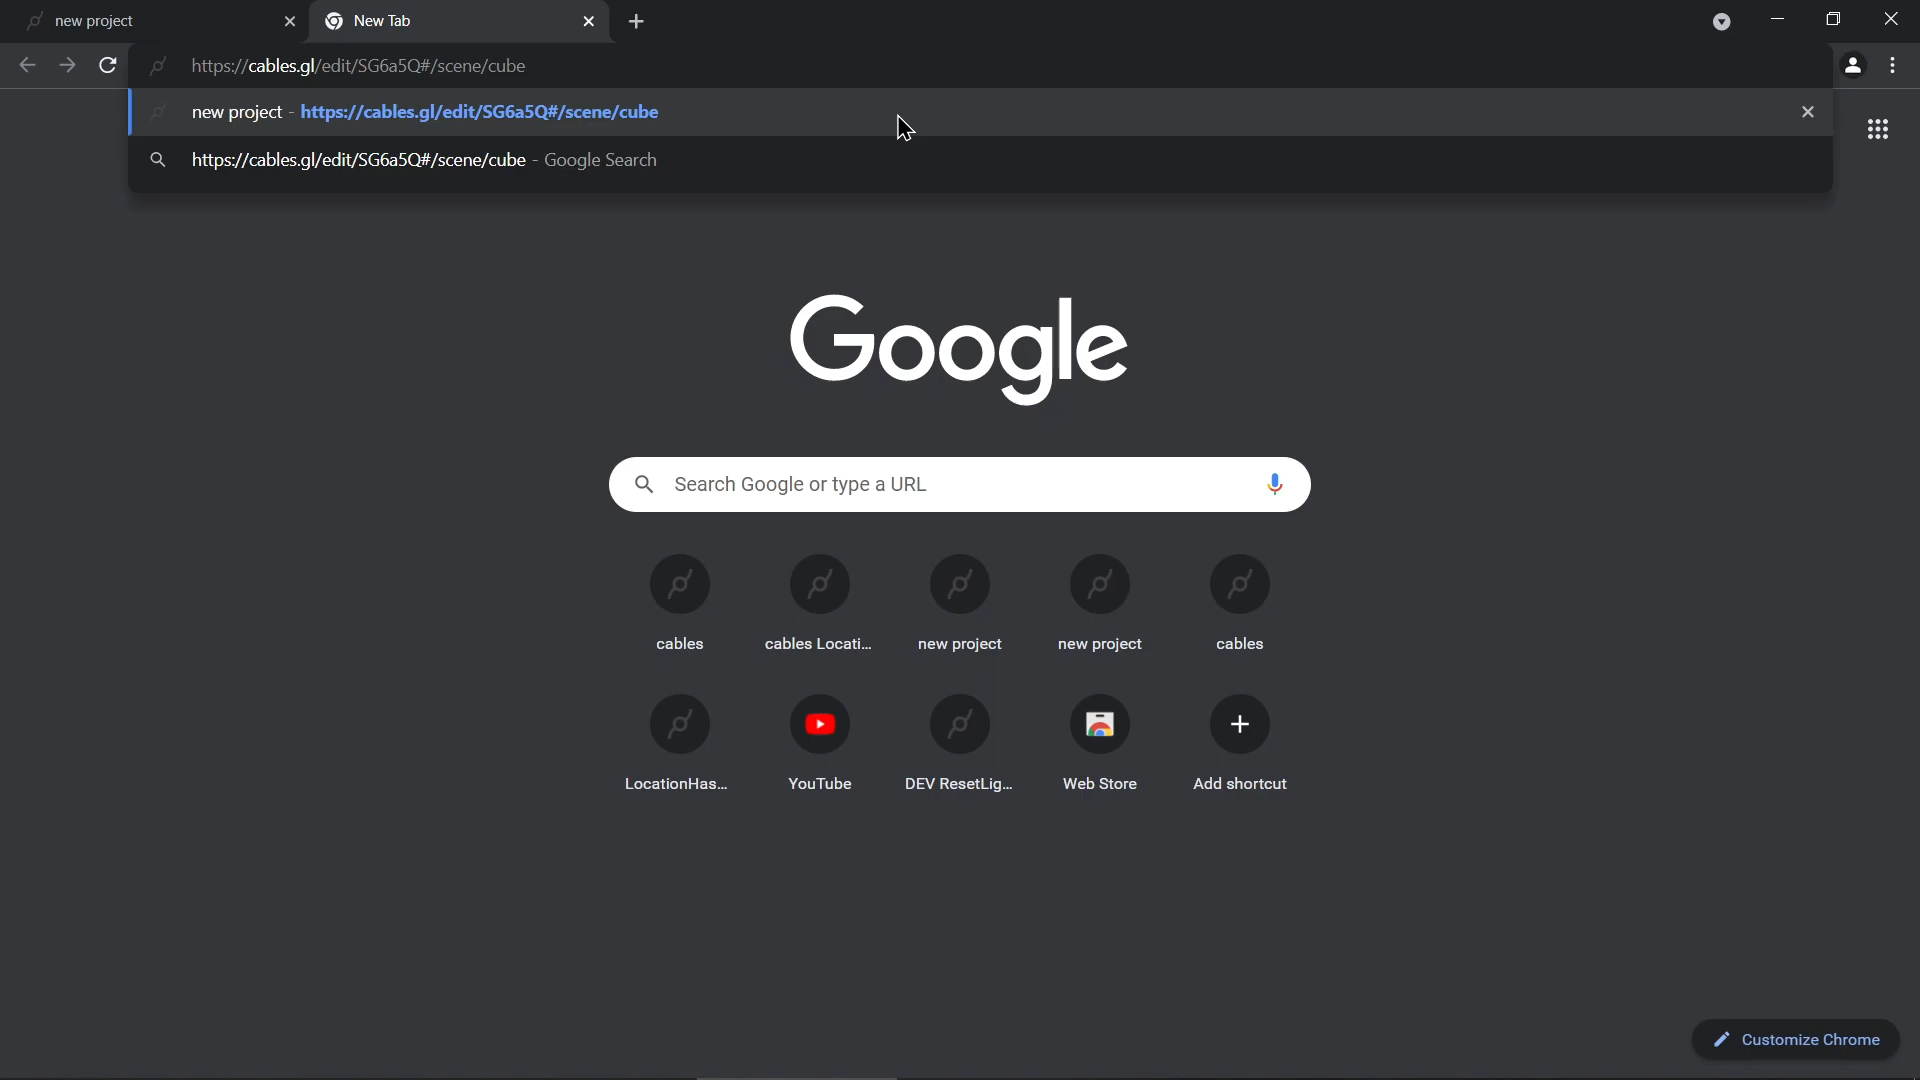 new project
New Tab
https://cables.gl/edit/SG6a5Q#/scene/cube
new project - https://cables.gl/edit/SG6a5Q#/scene/cube
https://cables.gl/edit/SG6a5Q#/scene/cube - Google Search
Google
Search Google or type a URL
cables
cables Locati...
new project
new project
cables
LocationHas...
YouTube
DEV ResetLig...
Web Store
Add shortcut
Customize Chrome